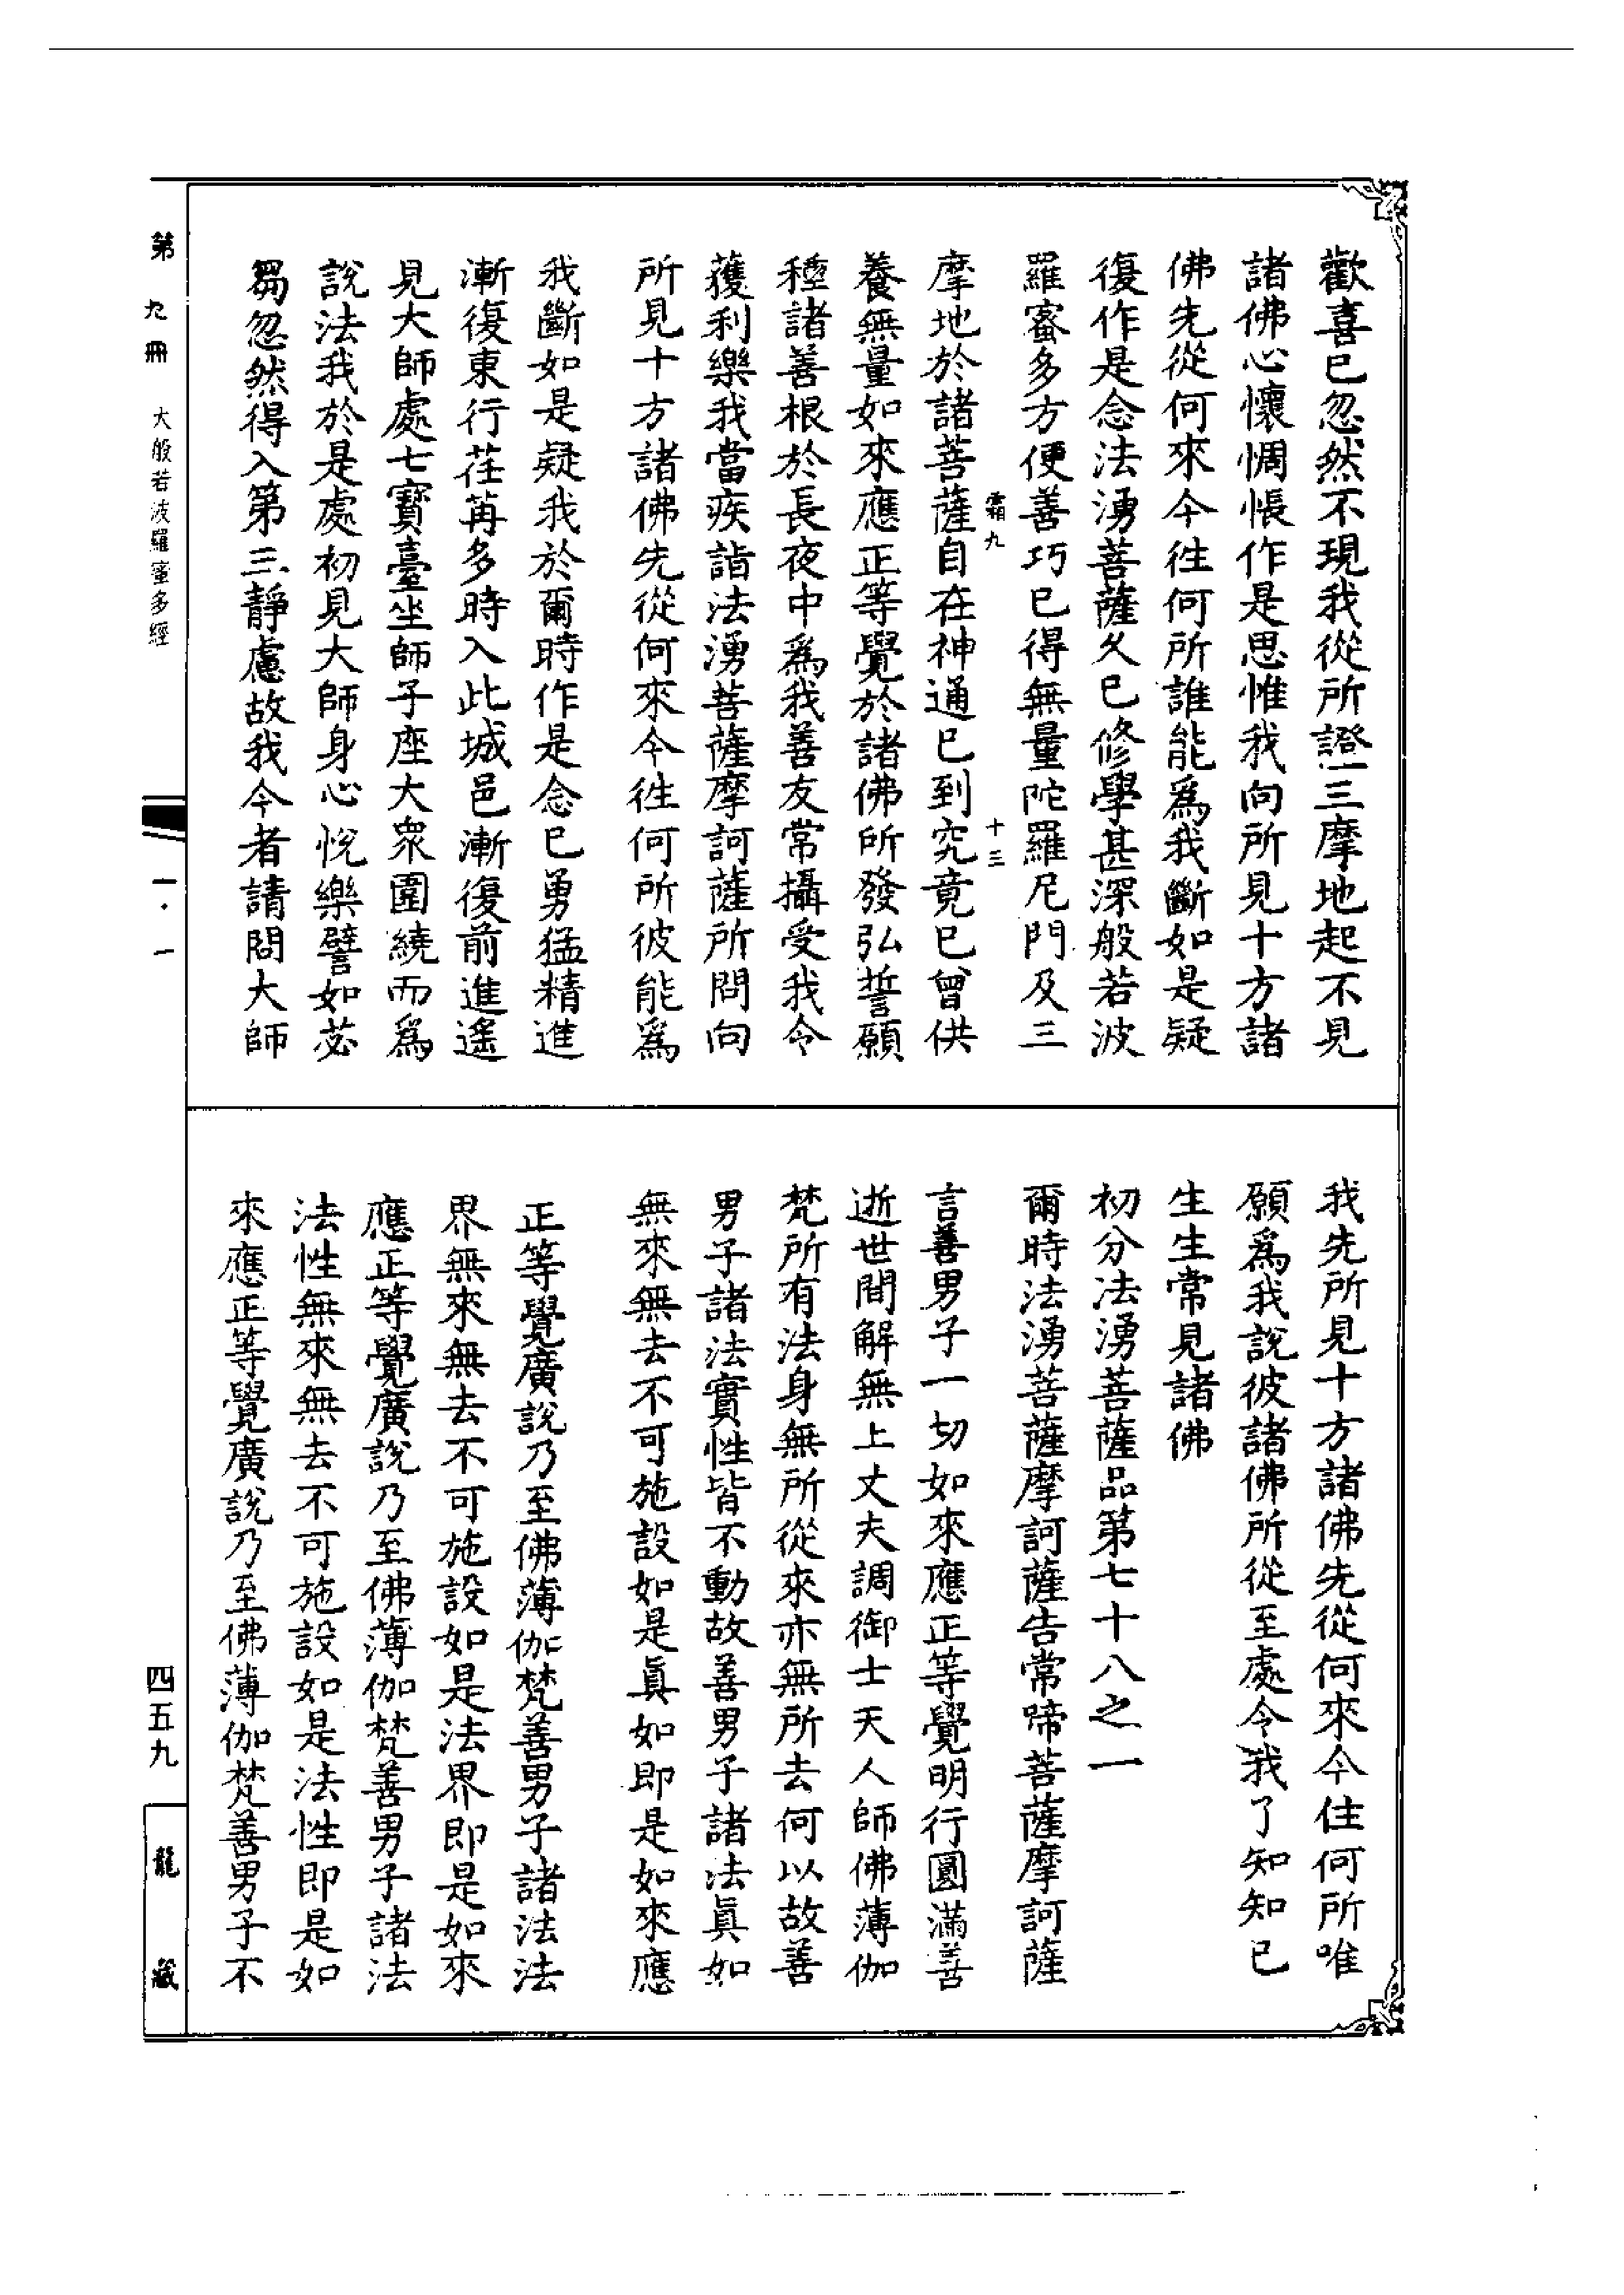 歡喜已忽然不現我從所證三摩地起不見
諸佛心懷惆悵作是思惟我向所見十方諸
佛先從何來今往何所誰能爲我斷如是疑
復作是念法湧菩薩久已修學甚深般若波
羅蜜多方便善巧已得無量陀羅尼門及三
霜九
十三
摩地於諸菩薩自在神通已到究竟已曾供
養無量如來應正等覺於諸佛所發弘誓願
種諸善根於長夜中爲我善友常攝受我令
獲利樂我當疾詣法湧菩薩摩訶薩所問向
所見十方諸佛先從何來今往何所彼能爲
我斷如是疑我於爾時作是念已勇猛精進
漸復東行荏苒多時入此城邑漸復前進遙
見大師處七寶臺坐師子座大衆圍繞而爲
說法我於是處初見大師身心悅樂譬如苾
芻忽然得入第三靜慮故我今者請問大師
我先所見十方諸佛先從何來今住何所唯
願爲我說彼諸佛所從至處令我了知知已
生生常見諸佛
初分法湧菩薩品第七十八之一
爾時法湧菩薩摩訶薩告常啼菩薩摩訶薩
言善男子一切如來應正等覺明行圓滿善
逝世間解無上丈夫調御士天人師佛薄伽
梵所有法身無所從來亦無所去何以故善
男子諸法實性皆不動故善男子諸法眞如
無來無去不可施設如是眞如即是如來應
正等覺廣說乃至佛薄伽梵善男子諸法法
界無來無去不可施設如是法界即是如來
應正等覺廣說乃至佛薄伽梵善男子諸法
法性無來無去不可施設如是法性即是如
來應正等覺廣說乃至佛薄伽梵善男子不
第九冊 大般若波羅蜜多經
一·一
四五九
龍藏